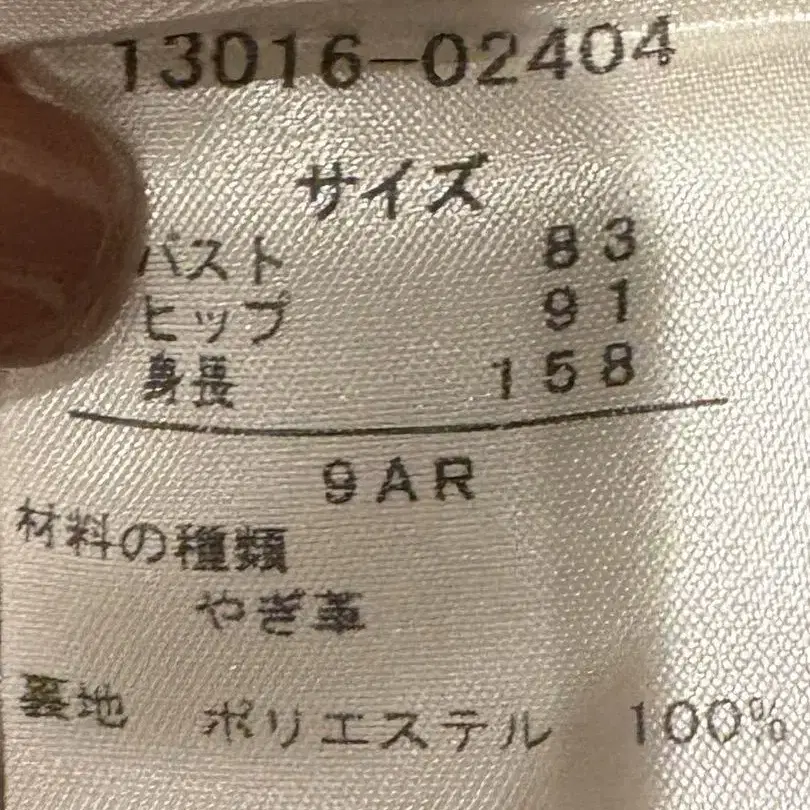 13016-02404
サイズ
バスト 83
ヒップ 91
身長 158
9AR
材料の種類
やぎ革
裏地 ポリエステル 100%